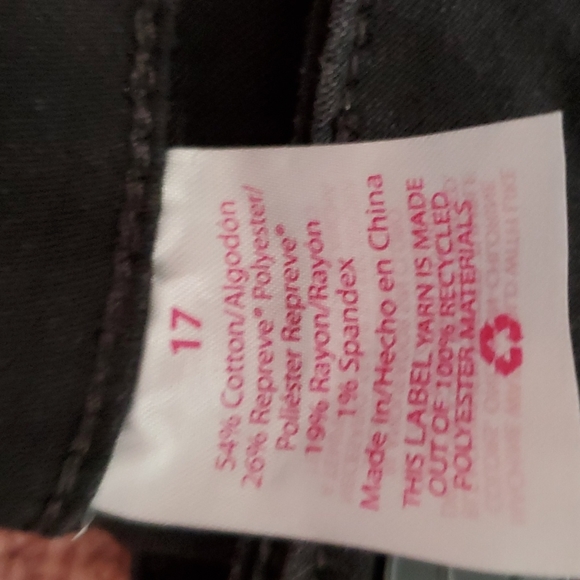 17
54% Cotton/Algodón
26% Repreve® Polyester/
Poliéster Repreve®
19% Rayon/Rayón
1% Spandex
Made In/Hecho en China
THIS LABEL YARN IS MADE
OUT OF 100% RECYCLED
POLYESTER MATERIALS